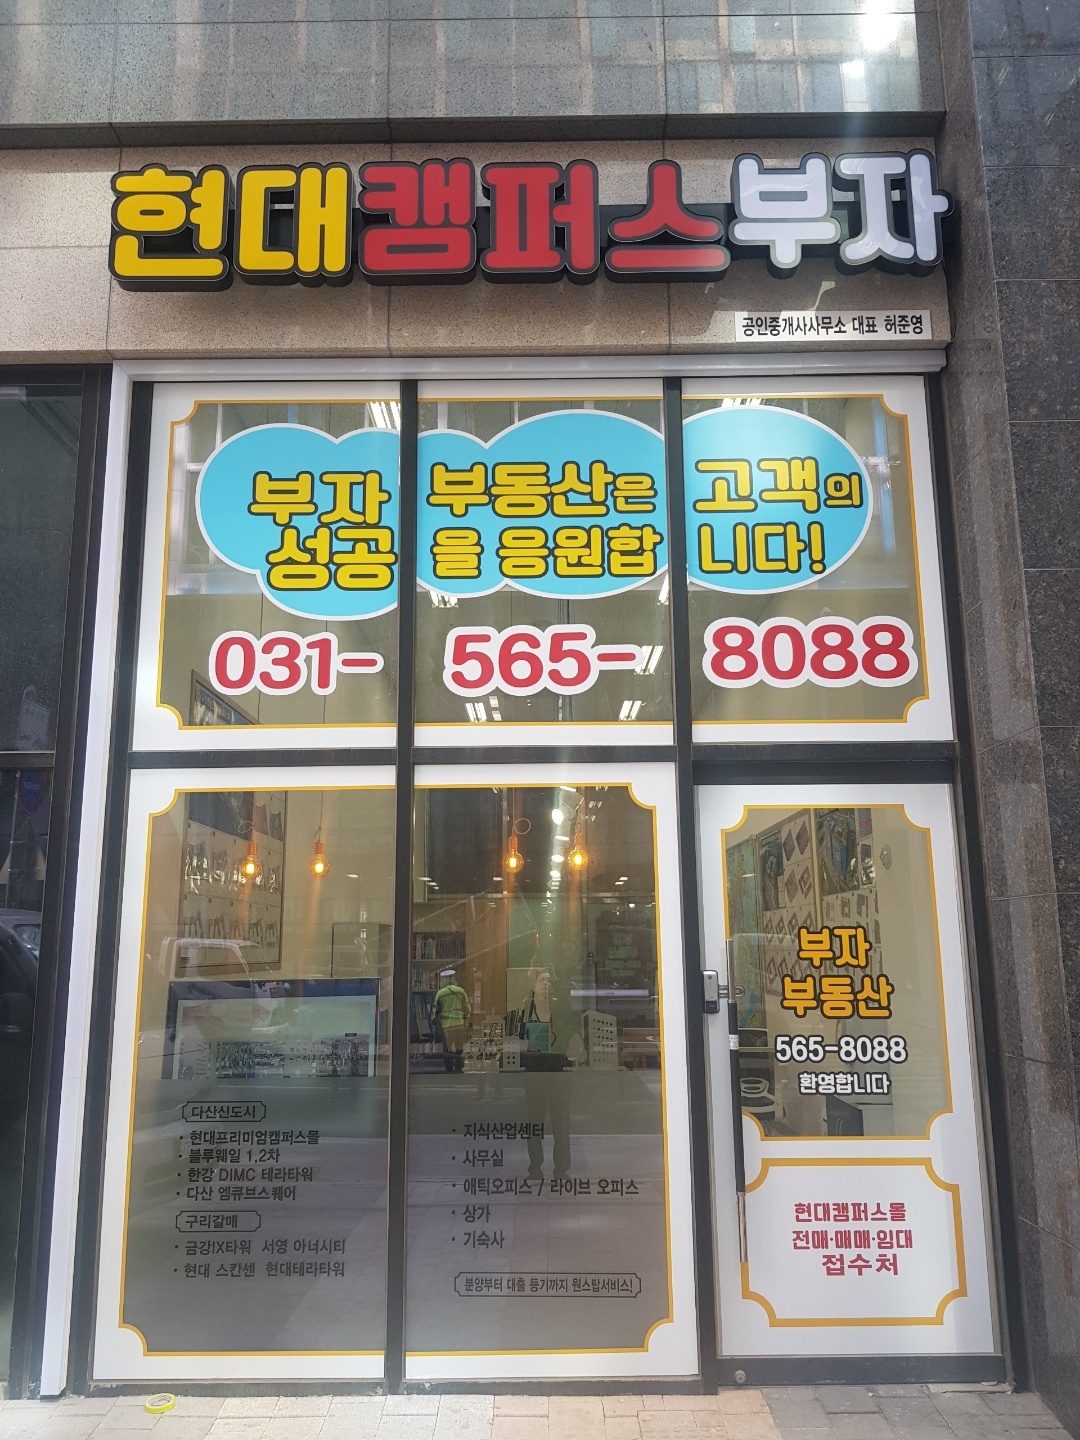 현대캠퍼스부자
공인중개사사무소 대표 허준영
부자 부동산은 고객의
성공을 응원합니다!
031-565-8088
다산신도시
· 현대프리미엄캠퍼스몰
· 블루웨일 1,2차
· 한강 DIMC 테라타워
· 다산 엠큐브스퀘어
구리갈매
· 금강IX타워 서영 아너시티
· 현대 스칸센 현대테라타워
· 지식산업센터
· 사무실
· 애틱오피스 / 라이브 오피스
· 상가
· 기숙사
분양부터 대출 등기까지 원스탑서비스!
부자
부동산
565-8088
환영합니다
현대캠퍼스몰
전매·매매·임대
접수처